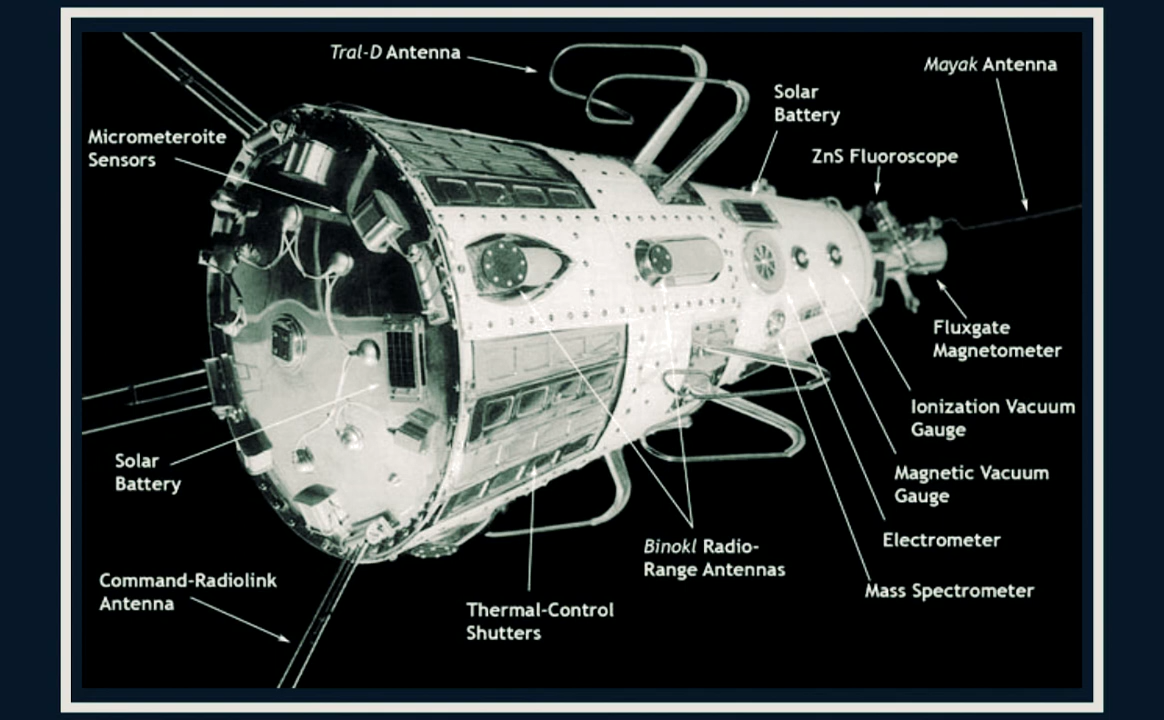 Tral-D Antenna
Mayak Antenna
Solar
Battery
Micrometeroite
Sensors
ZnS Fluoroscope
Fluxgate
Magnetometer
Ionization Vacuum
Gauge
Solar
Battery
Magnetic Vacuum
Gauge
Electrometer
Binokl Radio-
Range Antennas
Command-Radiolink
Antenna
Mass Spectrometer
Thermal-Control
Shutters